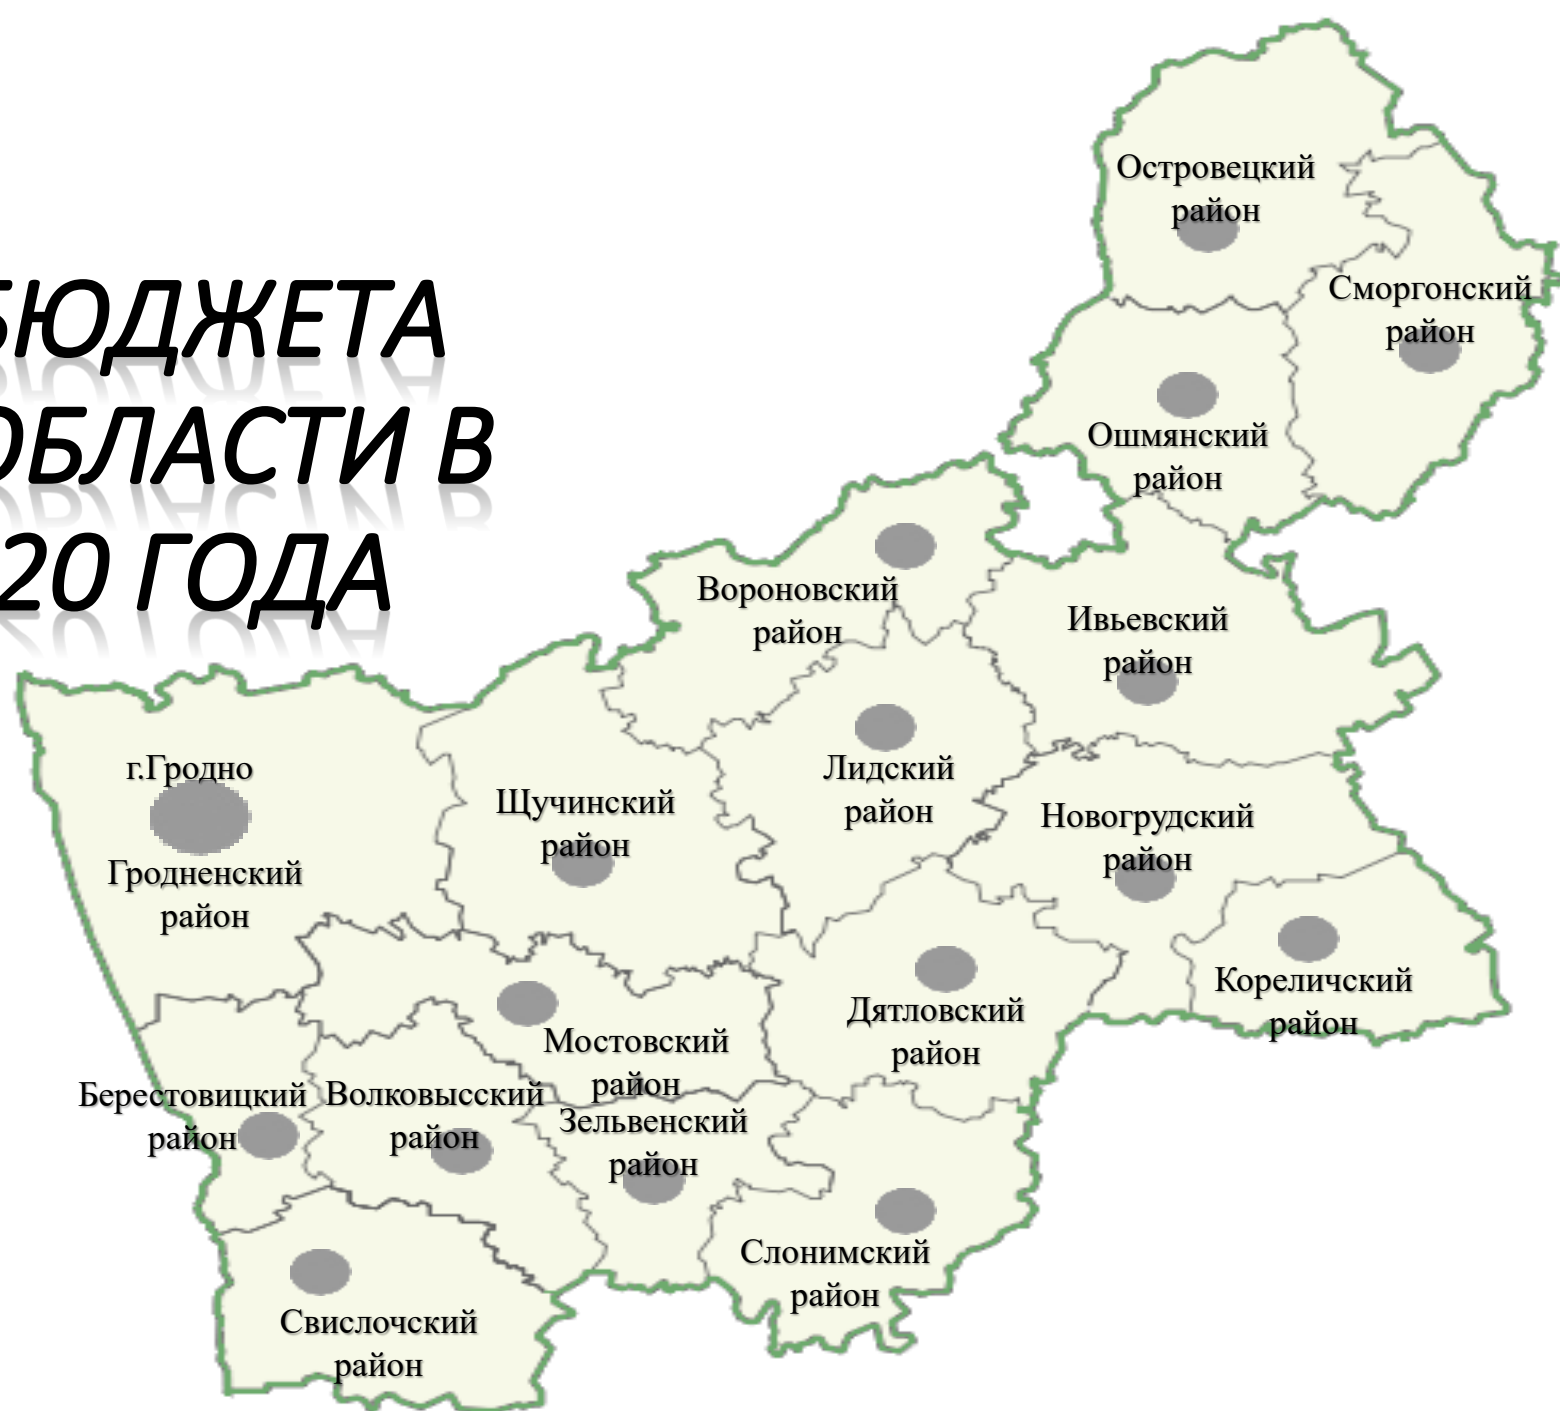 БЮДЖЕТА
ОБЛАСТИ В
20 ГОДА
Островецкий
район
Сморгонский
район
Ошмянский
район
Вороновский
район
Ивьевский
район
г.Гродно
Гродненский
район
Щучинский
район
Лидский
район
Новогрудский
район
Кореличский
район
Дятловский
район
Мостовский
район
Берестовицкий
район
Волковысский
район
Зельвенский
район
Слонимский
район
Свислочский
район